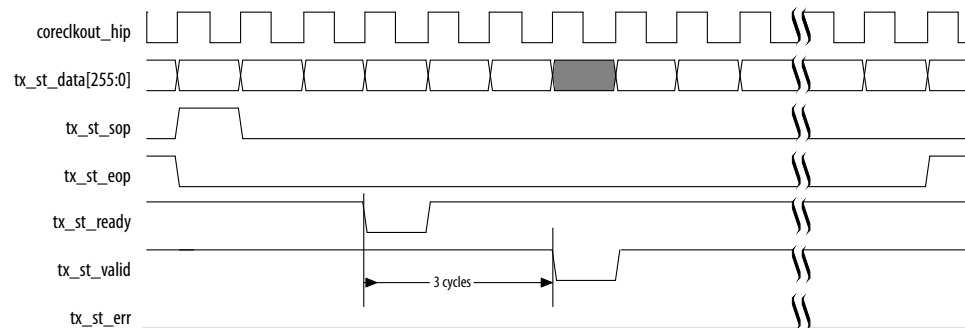 coreclkout_hip
tx_st_data[255:0]
tx_st_sop
tx_st_eop
tx_st_ready
tx_st_valid
3 cycles
tx_st_err